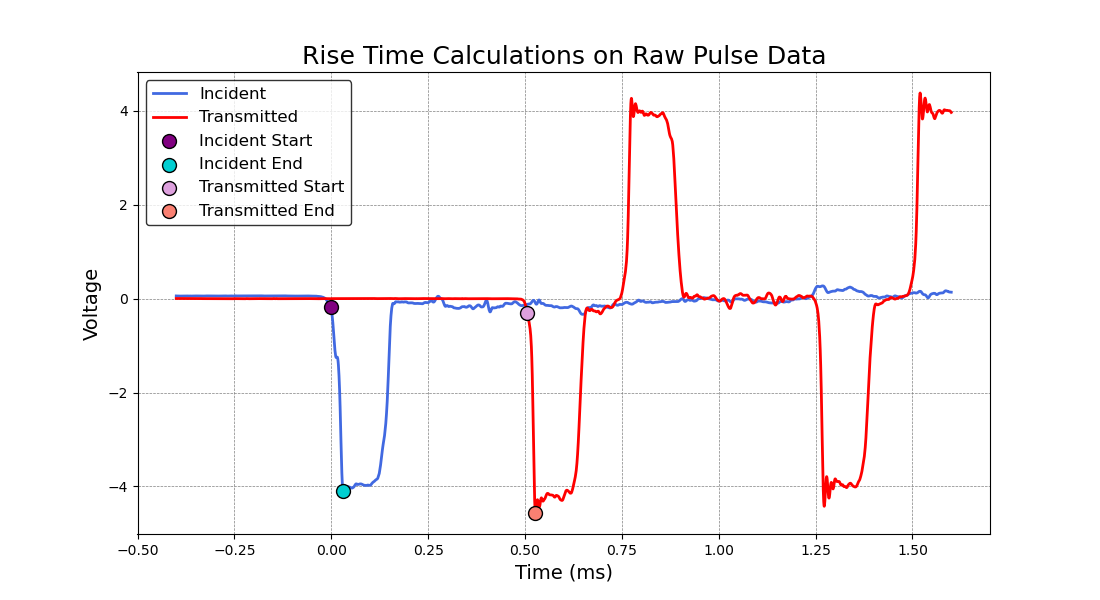 Rise Time Calculations on Raw Pulse Data
Incident
Transmitted
Incident Start
Incident End
Transmitted Start
Transmitted End
Voltage
4
2
0
−2
−4
−0.50 −0.25 0.00 0.25 0.50 0.75 1.00 1.25 1.50
Time (ms)